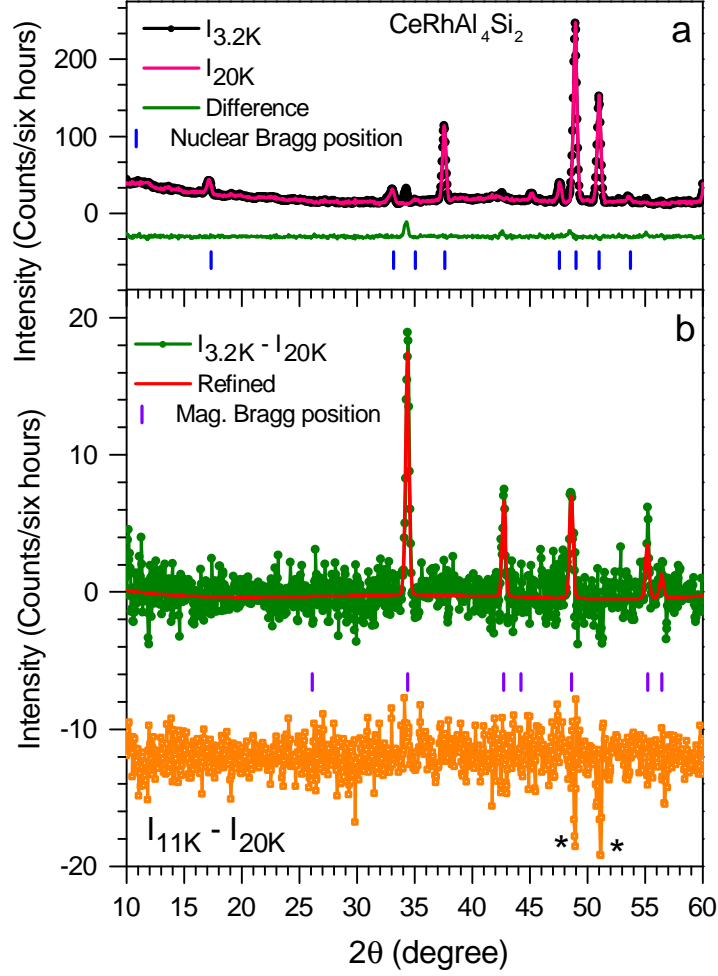 CeRhAl4Si2
a
I3.2K
I20K
Difference
Nuclear Bragg position
200
100
0
Intensity (Counts/six hours)
b
I3.2K - I20K
Refined
Mag. Bragg position
20
10
0
-10
-20
Intensity (Counts/six hours)
I11K - I20K
* *
10 15 20 25 30 35 40 45 50 55 60
2θ (degree)